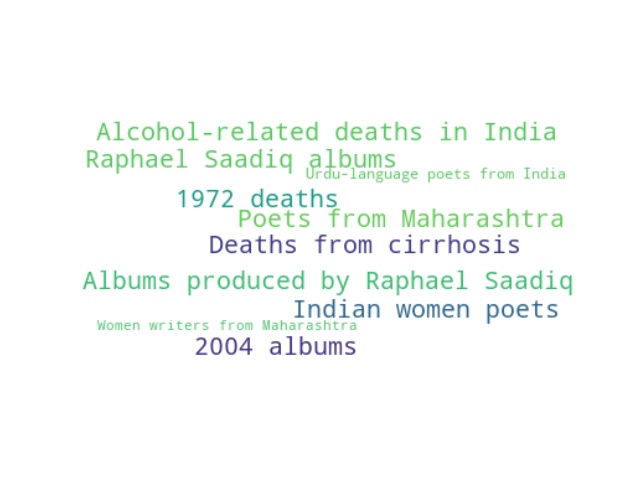 Alcohol-related deaths in India
Raphael Saadiq albums
Urdu-language poets from India
1972 deaths
Poets from Maharashtra
Deaths from cirrhosis
Albums produced by Raphael Saadiq
Indian women poets
Women writers from Maharashtra
2004 albums